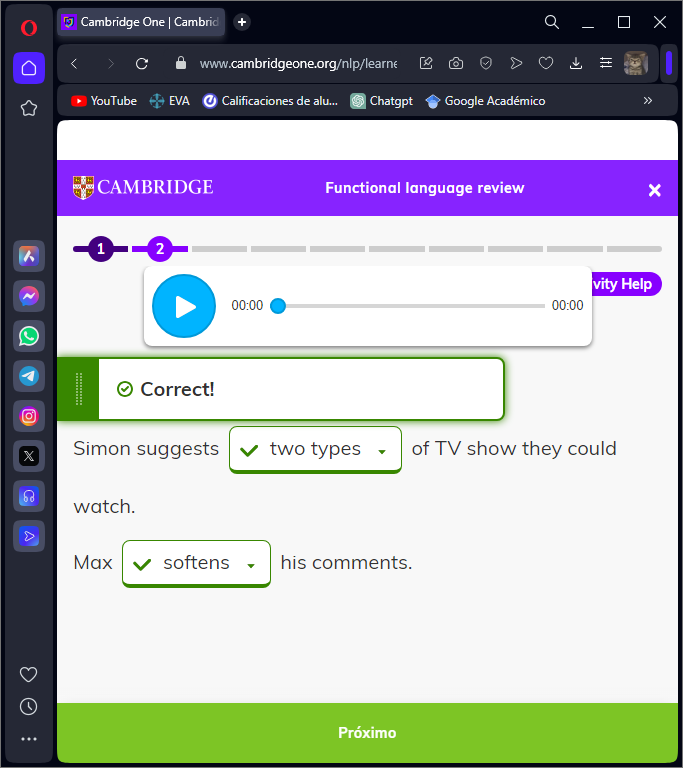 Cambridge One | Cambrid
www.cambridgeone.org/nlp/learne
YouTube
EVA
Calificaciones de alu...
Chatgpt
Google Académico
CAMBRIDGE
Functional language review
1
2
vity Help
00:00
00:00
Correct!
Simon suggests two types of TV show they could
watch.
Max softens his comments.
Próximo